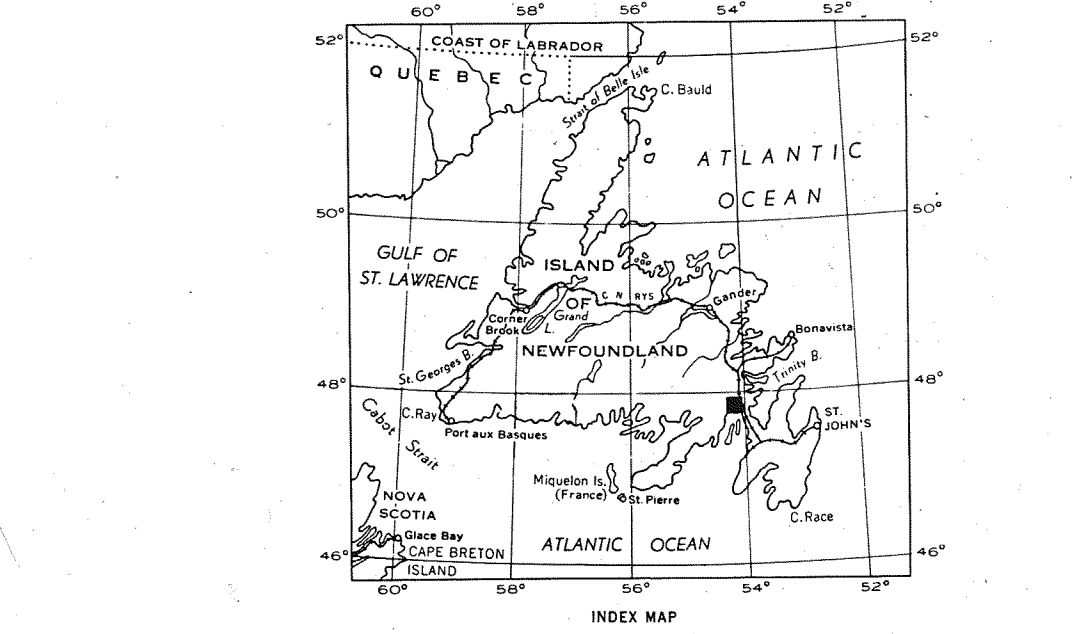 60° 58° 56° 54° 52°
52° 52°
COAST OF LABRADOR
QUEBEC
Strait of Belle Isle
C. Bauld
ATLANTIC
OCEAN
50° 50°
GULF OF
ST. LAWRENCE
ISLAND
C N RYS
OF
Grand
L.
Gander
Corner
Brook
NEWFOUNDLAND
Bonavista
Trinity B.
St. Georges B.
48° 48°
C. Ray
Port aux Basques
ST.
JOHN'S
Cabot Strait
Miquelon Is.
(France)
St. Pierre
C. Race
NOVA
SCOTIA
Glace Bay
CAPE BRETON
ISLAND
ATLANTIC OCEAN
46° 46°
60° 58° 56° 54° 52°
INDEX MAP